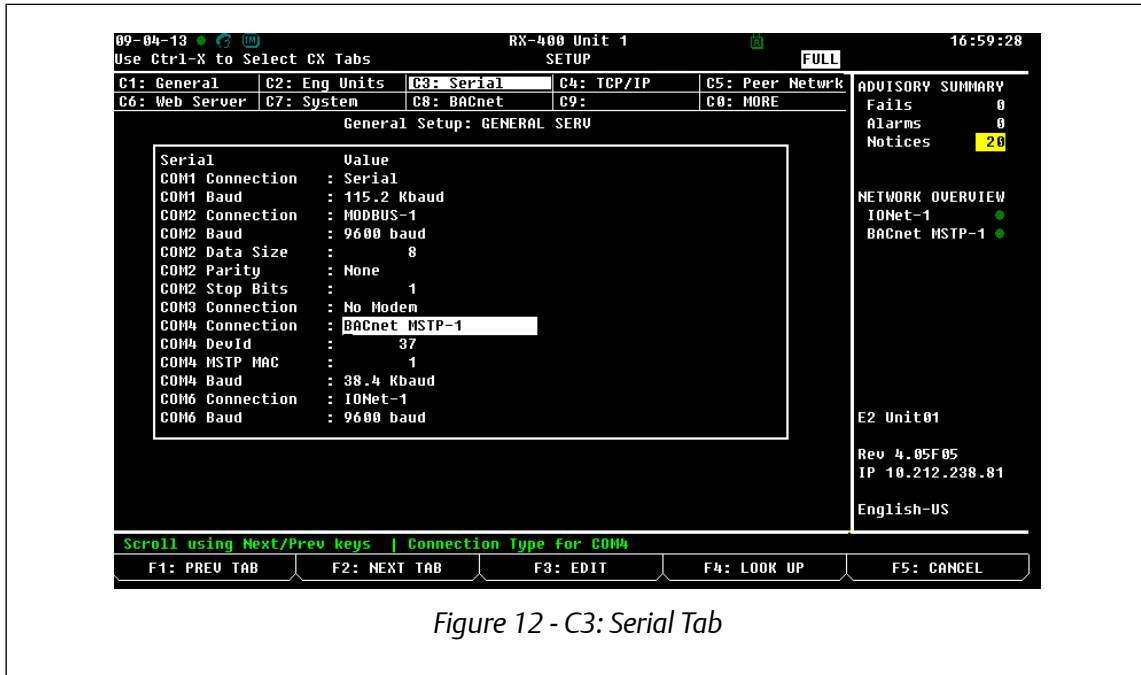 09-04-13 TM RX-400 Unit 1 16:59:28
Use Ctrl-X to Select CX Tabs SETUP FULL
C1: General C2: Eng Units C3: Serial C4: TCP/IP C5: Peer Netwrk
C6: Web Server C7: System C8: BACnet C9: C0: MORE
General Setup: GENERAL SERV
Serial Value
COM1 Connection : Serial
COM1 Baud : 115.2 Kbaud
COM2 Connection : MODBUS-1
COM2 Baud : 9600 baud
COM2 Data Size : 8
COM2 Parity : None
COM2 Stop Bits : 1
COM3 Connection : No Modem
COM4 Connection : BACnet MSTP-1
COM4 DevId : 37
COM4 MSTP MAC : 1
COM4 Baud : 38.4 Kbaud
COM6 Connection : IONet-1
COM6 Baud : 9600 baud
ADVISORY SUMMARY
Fails 0
Alarms 0
Notices 20
NETWORK OVERVIEW
IONet-1
BACnet MSTP-1
E2 Unit01
Rev 4.05F05
IP 10.212.238.81
English-US
Scroll using Next/Prev keys | Connection Type for COM4
F1: PREV TAB F2: NEXT TAB F3: EDIT F4: LOOK UP F5: CANCEL
Figure 12 - C3: Serial Tab